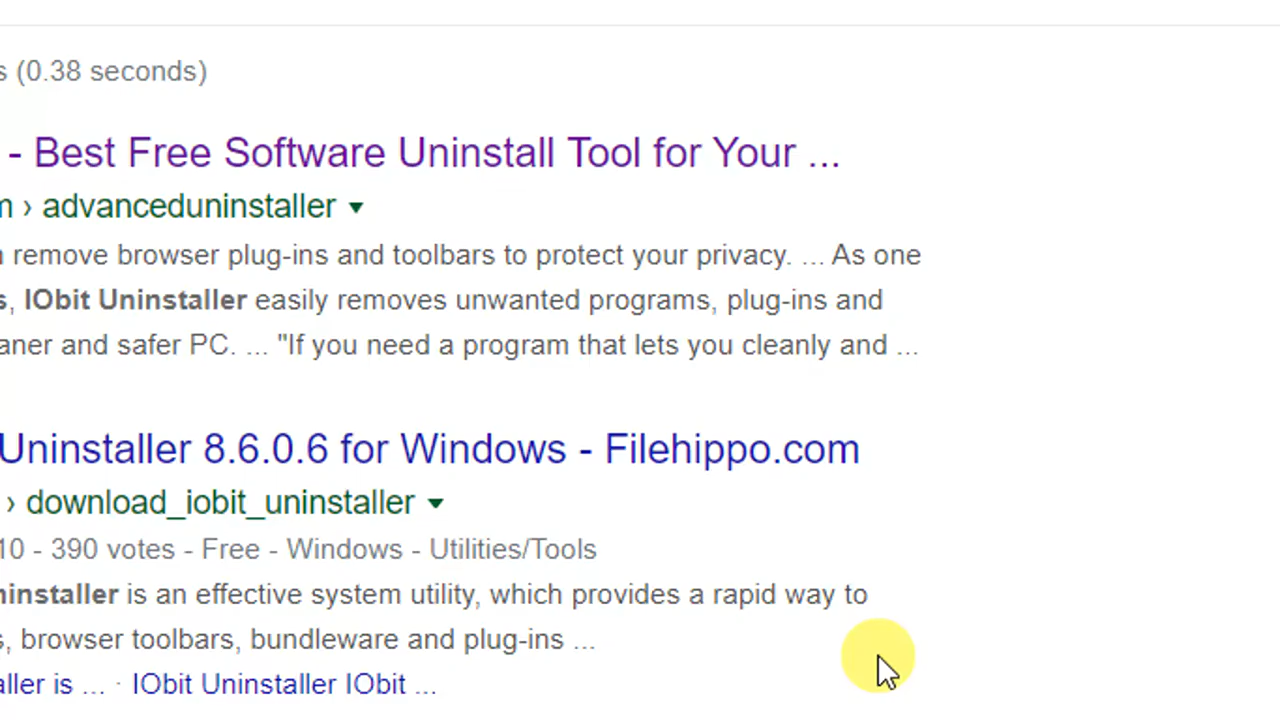 s (0.38 seconds)
- Best Free Software Uninstall Tool for Your ...
m › advanceduninstaller
remove browser plug-ins and toolbars to protect your privacy. ... As one
s, IObit Uninstaller easily removes unwanted programs, plug-ins and
aner and safer PC. ... "If you need a program that lets you cleanly and ...
Uninstaller 8.6.0.6 for Windows - Filehippo.com
› download_iobit_uninstaller
10 - 390 votes - Free - Windows - Utilities/Tools
ninstaller is an effective system utility, which provides a rapid way to
s, browser toolbars, bundleware and plug-ins ...
aller is ... · IObit Uninstaller IObit ...